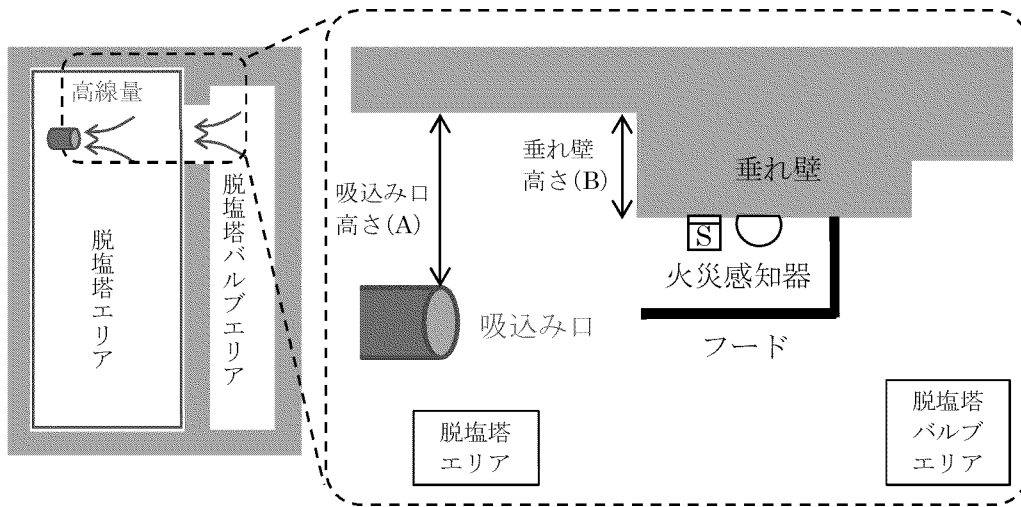 高線量
脱塩塔エリア
脱塩塔バルブエリア
吸込み口
高さ(A)
垂れ壁
高さ(B)
垂れ壁
S
火災感知器
吸込み口
フード
脱塩塔
エリア
脱塩塔
バルブ
エリア